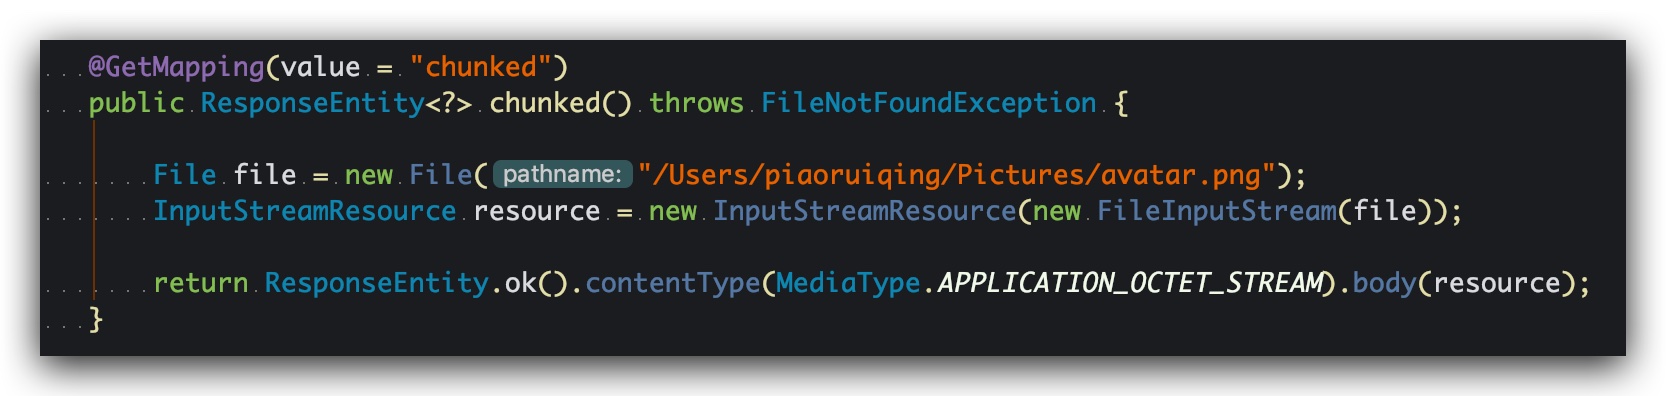 @GetMapping(value = "chunked")
public ResponseEntity<?> chunked() throws FileNotFoundException {
File file = new File( pathname: "/Users/piaoruiqing/Pictures/avatar.png");
InputStreamResource resource = new InputStreamResource(new FileInputStream(file));
return ResponseEntity.ok().contentType(MediaType.APPLICATION_OCTET_STREAM).body(resource);
}